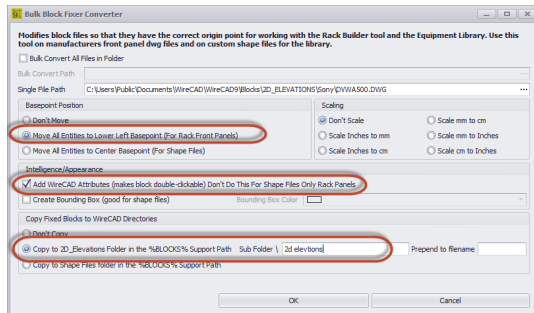 Bulk Block Fixer Converter
Modifies block files so that they have the correct origin point for working with the Rack Builder tool and the Equipment Library. Use this
tool on manufacturers front panel dwg files and on custom shape files for the library.
Bulk Convert All Files in Folder
Bulk Convert Path
Single File Path C:\Users\Public\Documents\WireCAD\WireCAD9\Blocks\2D_ELEVATIONS\Sony\DVWA500.DWG
Basepoint Position Scaling
Don't Move Don't Scale Scale mm to cm
Move All Entities to Lower Left Basepoint (For Rack Front Panels) Scale Inches to mm Scale mm to Inches
Move All Entities to Center Basepoint (For Shape Files) Scale Inches to cm Scale cm to Inches
Intelligence/Appearance
Add WireCAD Attributes (makes block double-clickable) Don't Do This For Shape Files Only Rack Panels
Create Bounding Box (good for shape files) Bounding Box Color
Copy Fixed Blocks to WireCAD Directories
Don't Copy
Copy to 2D_Elevations Folder in the %BLOCKS% Support Path Sub Folder \ 2d elevtions Prepend to filename
Copy to Shape Files folder in the %BLOCKS% Support Path
OK Cancel